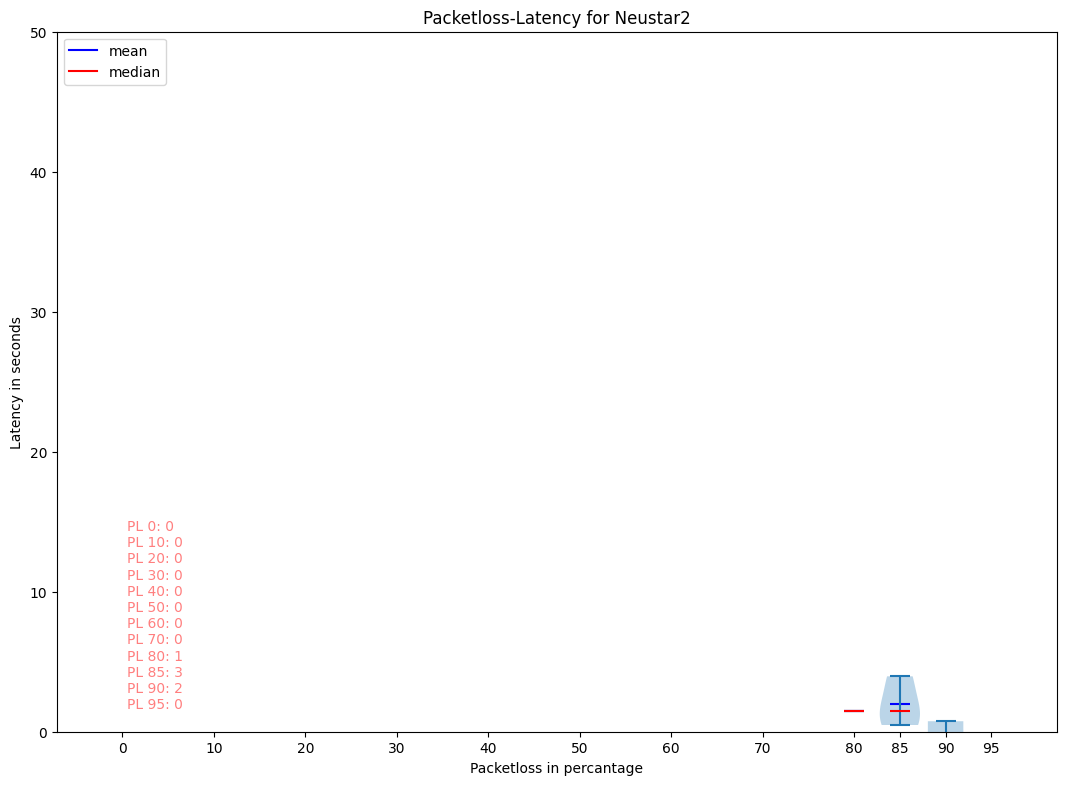 Packetloss-Latency for Neustar2
mean
median
50
40
30
20
10
0
Latency in seconds
PL 0: 0
PL 10: 0
PL 20: 0
PL 30: 0
PL 40: 0
PL 50: 0
PL 60: 0
PL 70: 0
PL 80: 1
PL 85: 3
PL 90: 2
PL 95: 0
0 10 20 30 40 50 60 70 80 85 90 95
Packetloss in percantage